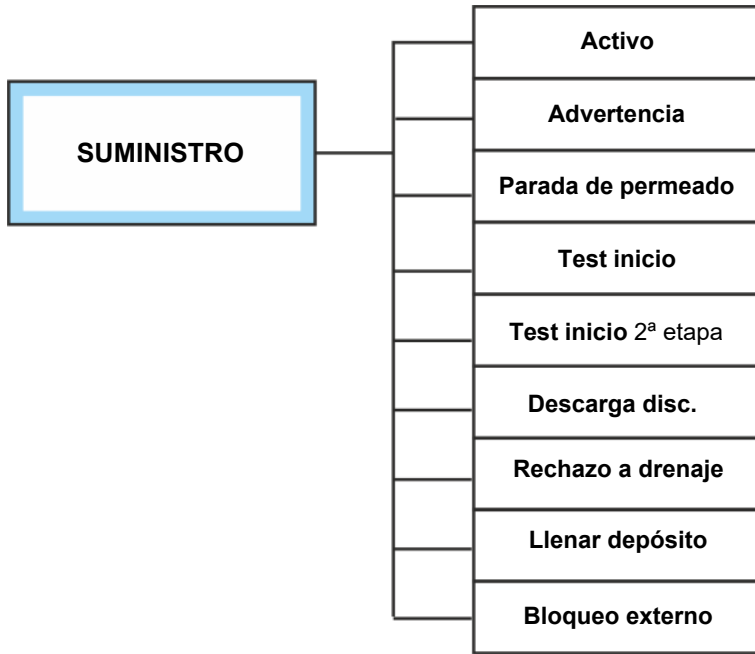 SUMINISTRO
Activo
Advertencia
Parada de permeado
Test inicio
Test inicio 2ª etapa
Descarga disc.
Rechazo a drenaje
Llenar depósito
Bloqueo externo